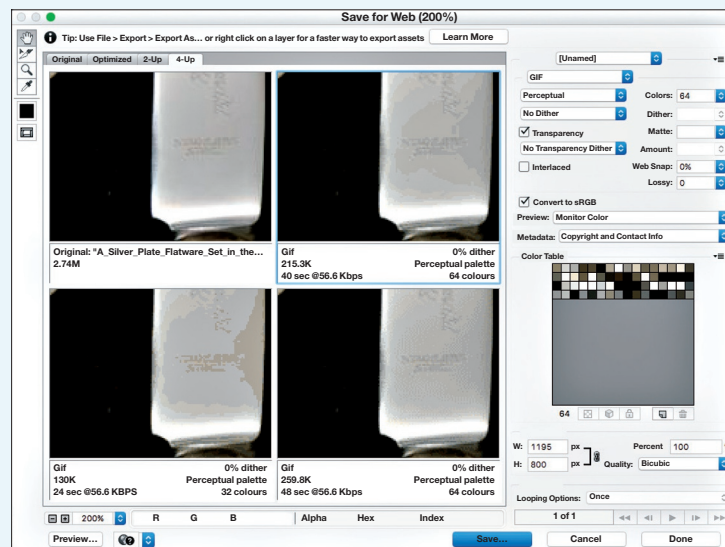 Save for Web (200%)
Tip: Use File > Export > Export As... or right click on a layer for a faster way to export assets
Learn More
Original Optimized 2-Up 4-Up
Original: "A_Silver_Plate_Flatware_Set_in_the...
2.74M
Gif 0% dither
215.3K Perceptual palette
40 sec @56.6 Kbps 64 colours
Gif 0% dither
130K Perceptual palette
24 sec @56.6 KBPS 32 colours
Gif 0% dither
259.8K Perceptual palette
48 sec @56.6 Kbps 64 colours
200% R G B Alpha Hex Index
Preview...
[Unnamed]
GIF
Perceptual Colors: 64
No Dither Dither:
Transparency Matte:
No Transparency Dither Amount:
Interlaced Web Snap: 0%
Lossy: 0
Convert to sRGB
Preview: Monitor Color
Metadata: Copyright and Contact Info
Color Table
64
W: 1195 px Percent 100
H: 800 px Quality: Bicubic
Looping Options: Once
1 of 1
Save... Cancel Done